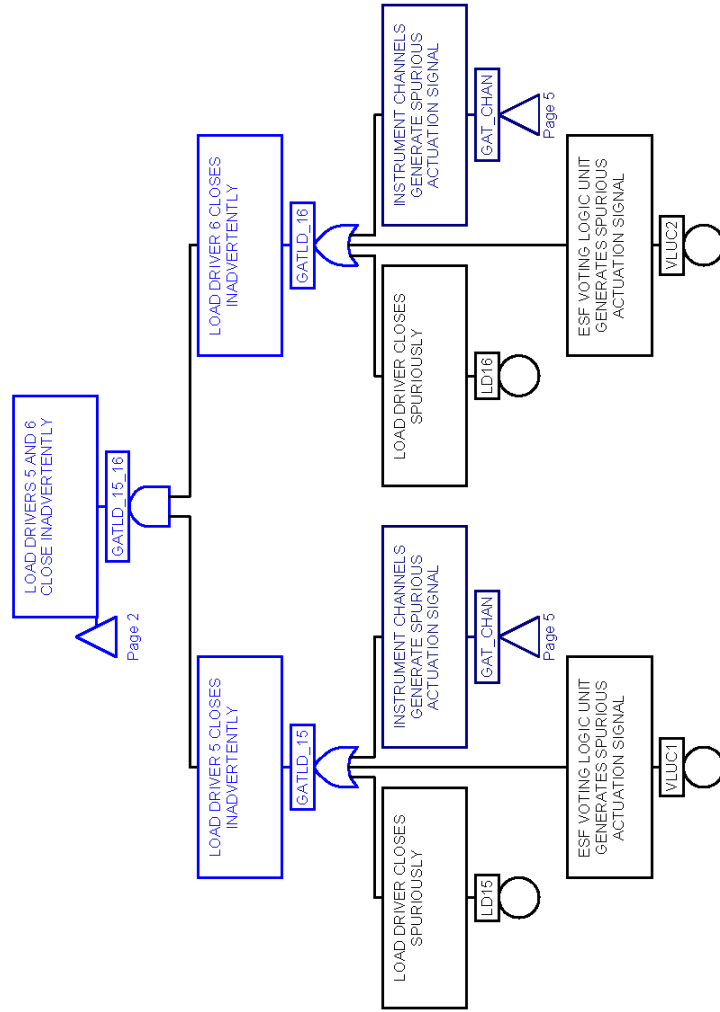 LOAD DRIVERS 5 AND 6
CLOSE INADVERTENTLY
GATLD_15_16
Page 2
LOAD DRIVER 5 CLOSES
INADVERTENTLY
GATLD_15
LOAD DRIVER 6 CLOSES
INADVERTENTLY
GATLD_16
LOAD DRIVER CLOSES
SPURIOUSLY
LD15
INSTRUMENT CHANNELS
GENERATE SPURIOUS
ACTUATION SIGNAL
GAT_CHAN
Page 5
LOAD DRIVER CLOSES
SPURIOUSLY
LD16
INSTRUMENT CHANNELS
GENERATE SPURIOUS
ACTUATION SIGNAL
GAT_CHAN
Page 5
ESF VOTING LOGIC UNIT
GENERATES SPURIOUS
ACTUATION SIGNAL
VLUC1
ESF VOTING LOGIC UNIT
GENERATES SPURIOUS
ACTUATION SIGNAL
VLUC2